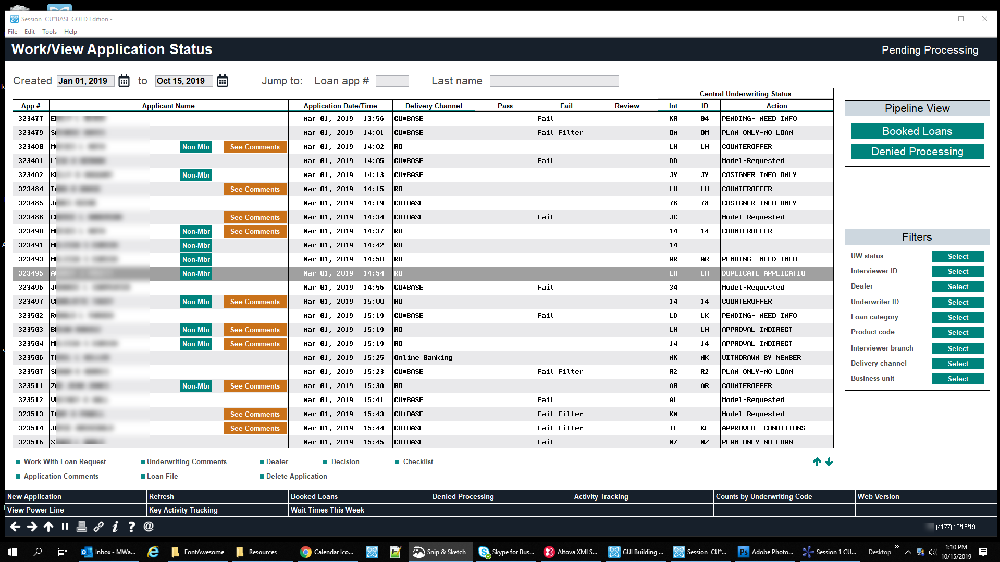 Session CU*BASE GOLD Edition -
File Edit Tools Help
Work/View Application Status
Pending Processing
Created Jan 01, 2019 to Oct 15, 2019 Jump to: Loan app # Last name
Central Underwriting Status
App # Applicant Name Application Date/Time Delivery Channel Pass Fail Review Int ID Action
323477 Mar 01, 2019 13:56 CU*BASE Fail KR 04 PENDING- NEED INFO
323479 Mar 01, 2019 14:01 CU*BASE Fail Filter OM OM PLAN ONLY-NO LOAN
323480 Non-Mbr See Comments Mar 01, 2019 14:02 RO LH LH COUNTEROFFER
323481 Mar 01, 2019 14:05 CU*BASE Fail DD Model-Requested
323482 Non-Mbr Mar 01, 2019 14:13 CU*BASE JY JY COSIGNER INFO ONLY
323484 See Comments Mar 01, 2019 14:15 RO LH LH COUNTEROFFER
323485 Mar 01, 2019 14:19 CU*BASE 78 78 COSIGNER INFO ONLY
323488 See Comments Mar 01, 2019 14:34 CU*BASE Fail JC Model-Requested
323490 Non-Mbr See Comments Mar 01, 2019 14:37 RO 14 14 COUNTEROFFER
323491 Non-Mbr Mar 01, 2019 14:42 RO 14
323493 Non-Mbr Mar 01, 2019 14:50 RO AR AR PENDING- NEED INFO
323495 Non-Mbr Mar 01, 2019 14:54 RO LH LH DUPLICATE APPLICATIO
323496 Mar 01, 2019 14:56 CU*BASE Fail 34 Model-Requested
323497 Non-Mbr See Comments Mar 01, 2019 15:00 RO 14 14 COUNTEROFFER
323502 Mar 01, 2019 15:19 CU*BASE Fail LD LK PENDING- NEED INFO
323503 Non-Mbr See Comments Mar 01, 2019 15:19 RO LH LH APPROVAL INDIRECT
323504 Non-Mbr See Comments Mar 01, 2019 15:19 RO 14 14 APPROVAL INDIRECT
323506 Mar 01, 2019 15:25 Online Banking NK NK WITHDRAWN BY MEMBER
323507 Mar 01, 2019 15:23 CU*BASE Fail Filter R2 R2 PLAN ONLY-NO LOAN
323511 Non-Mbr See Comments Mar 01, 2019 15:38 RO AR AR COUNTEROFFER
323512 Mar 01, 2019 15:41 CU*BASE Fail AL Model-Requested
323513 See Comments Mar 01, 2019 15:43 CU*BASE Fail Filter KM Model-Requested
323514 See Comments Mar 01, 2019 15:44 CU*BASE Fail Filter TF KL APPROVED- CONDITIONS
323516 Mar 01, 2019 15:45 CU*BASE Fail MZ MZ PLAN ONLY-NO LOAN
Pipeline View
Booked Loans
Denied Processing
Filters
UW status Select
Interviewer ID Select
Dealer Select
Underwriter ID Select
Loan category Select
Product code Select
Interviewer branch Select
Delivery channel Select
Business unit Select
Work With Loan Request Underwriting Comments Dealer Decision Checklist
Application Comments Loan File Delete Application
New Application Refresh Booked Loans Denied Processing Activity Tracking Counts by Underwriting Code Web Version
View Power Line Key Activity Tracking Wait Times This Week
(4177) 10/15/19
Inbox - MWa... FontAwesome Resources Calendar Ico... Snip & Sketch Skype for Bus... Altova XMLS... GUI Building ... Session CU*... Adobe Photo... Session 1 CU... Desktop
1:10 PM
10/15/2019